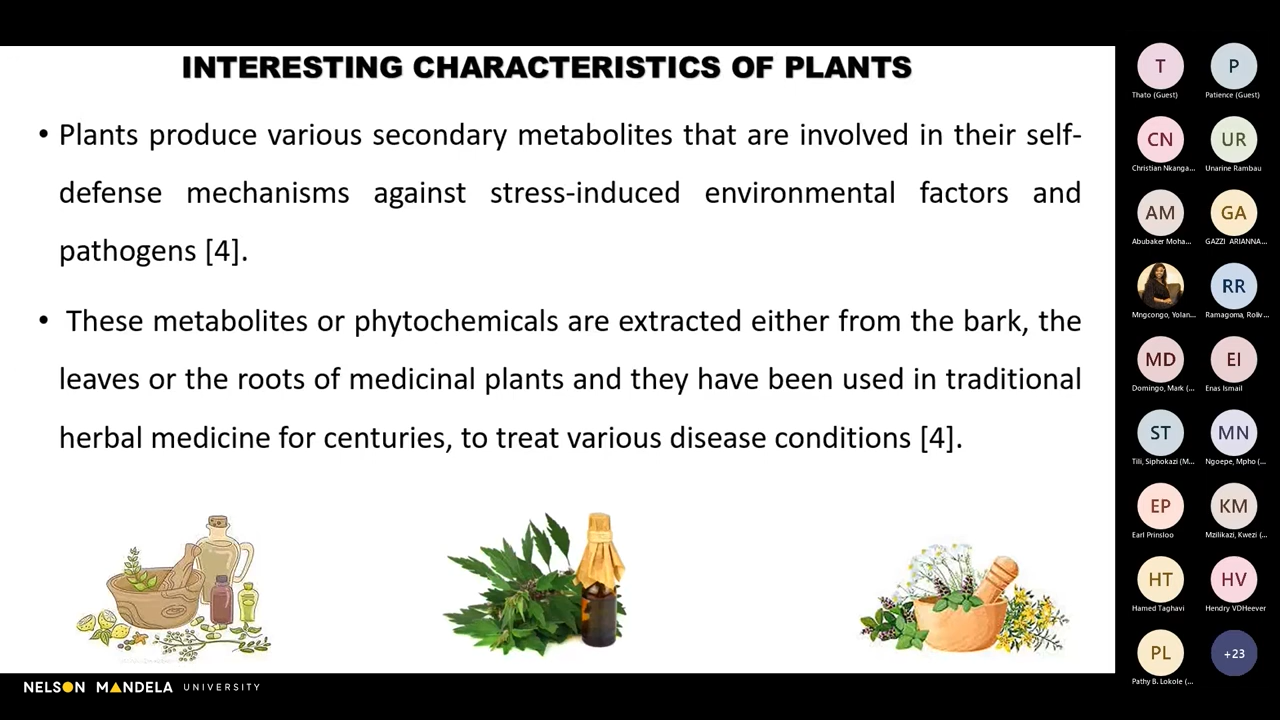 INTERESTING CHARACTERISTICS OF PLANTS
• Plants produce various secondary metabolites that are involved in their self-
defense mechanisms against stress-induced environmental factors and
pathogens [4].
• These metabolites or phytochemicals are extracted either from the bark, the
leaves or the roots of medicinal plants and they have been used in traditional
herbal medicine for centuries, to treat various disease conditions [4].
NELSON MANDELA UNIVERSITY
T P
Thato (Guest) Patience (Guest)
CN UR
Christian Nkanga... Unarine Rambau
AM GA
Abubaker Moha... GAZZI ARIANNA...
RR
Mngcongo, Yolan... Ramagoma, Roliv...
MD EI
Domingo, Mark (... Enas Ismail
ST MN
Tili, Siphokazi (M... Ngoepe, Mpho (...
EP KM
Earl Prinsloo Mzilikazi, Kwezi (...
HT HV
Hamed Taghavi Hendry VDHeever
PL +23
Pathy B. Lokole (...